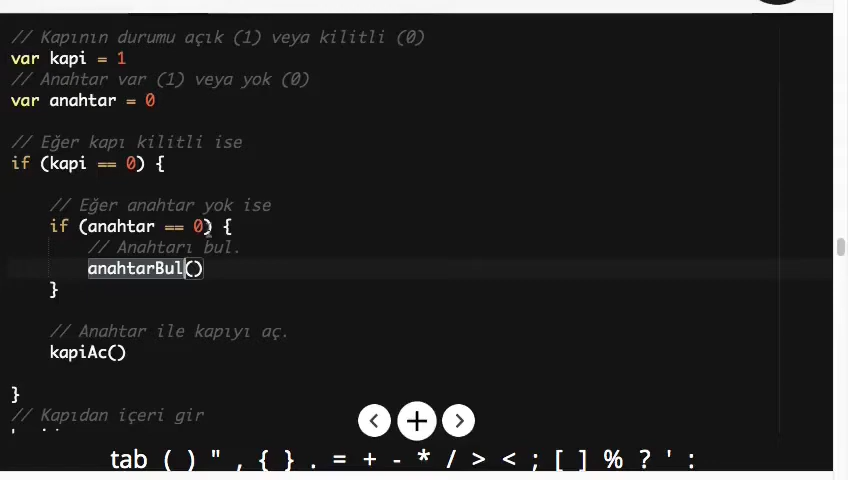 // Kapının durumu açık (1) veya kilitli (0)
var kapi = 1
// Anahtar var (1) veya yok (0)
var anahtar = 0
// Eğer kapı kilitli ise
if (kapi == 0) {
// Eğer anahtar yok ise
if (anahtar == 0) {
// Anahtarı bul.
anahtarBul()
}
// Anahtar ile kapıyı aç.
kapiAc()
}
// Kapıdan içeri gir
tab ( ) " , { } . = + - * / > < ; [ ] % ? ' :